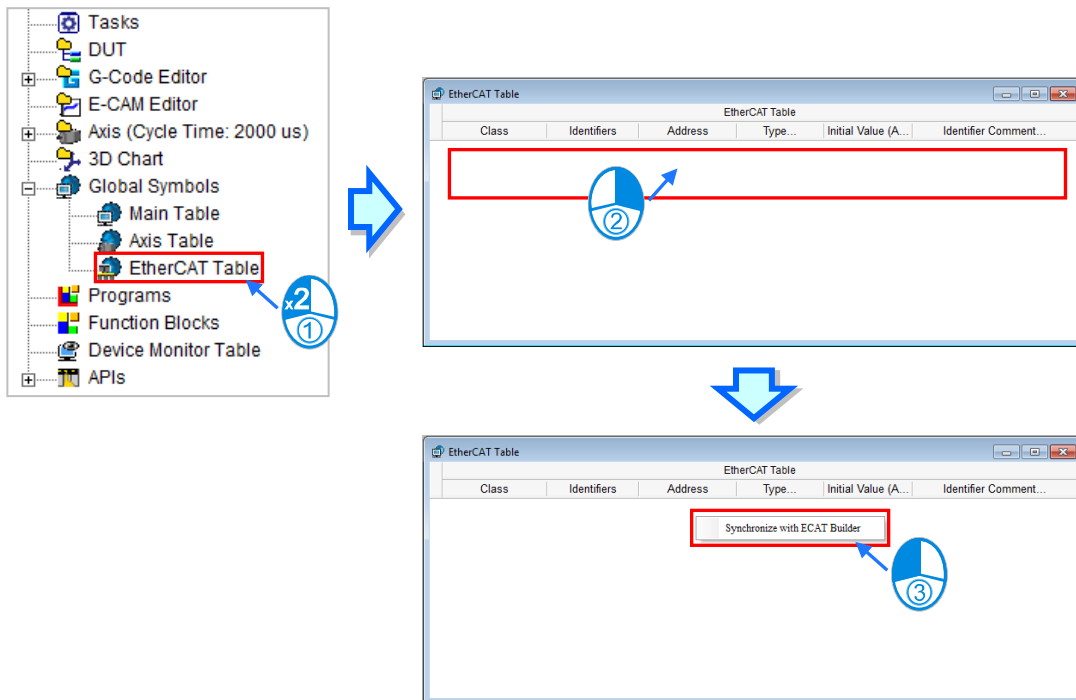 Tasks
DUT
G-Code Editor
E-CAM Editor
Axis (Cycle Time: 2000 us)
3D Chart
Global Symbols
Main Table
Axis Table
EtherCAT Table
Programs
Function Blocks
Device Monitor Table
APIs
x2
①
EtherCAT Table
EtherCAT Table
Class Identifiers Address Type... Initial Value (A... Identifier Comment...
②
EtherCAT Table
EtherCAT Table
Class Identifiers Address Type... Initial Value (A... Identifier Comment...
Synchronize with ECAT Builder
③